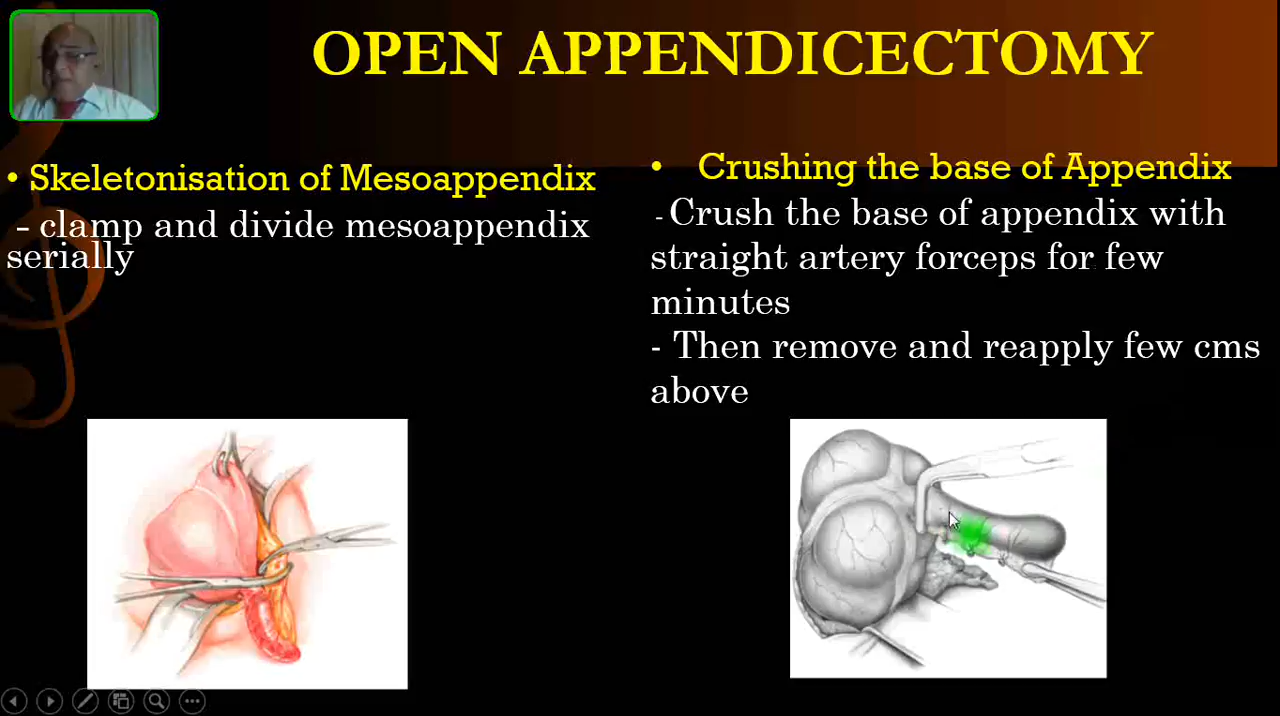 OPEN APPENDICECTOMY
• Skeletonisation of Mesoappendix
- clamp and divide mesoappendix
serially
• Crushing the base of Appendix
- Crush the base of appendix with
straight artery forceps for few
minutes
- Then remove and reapply few cms
above